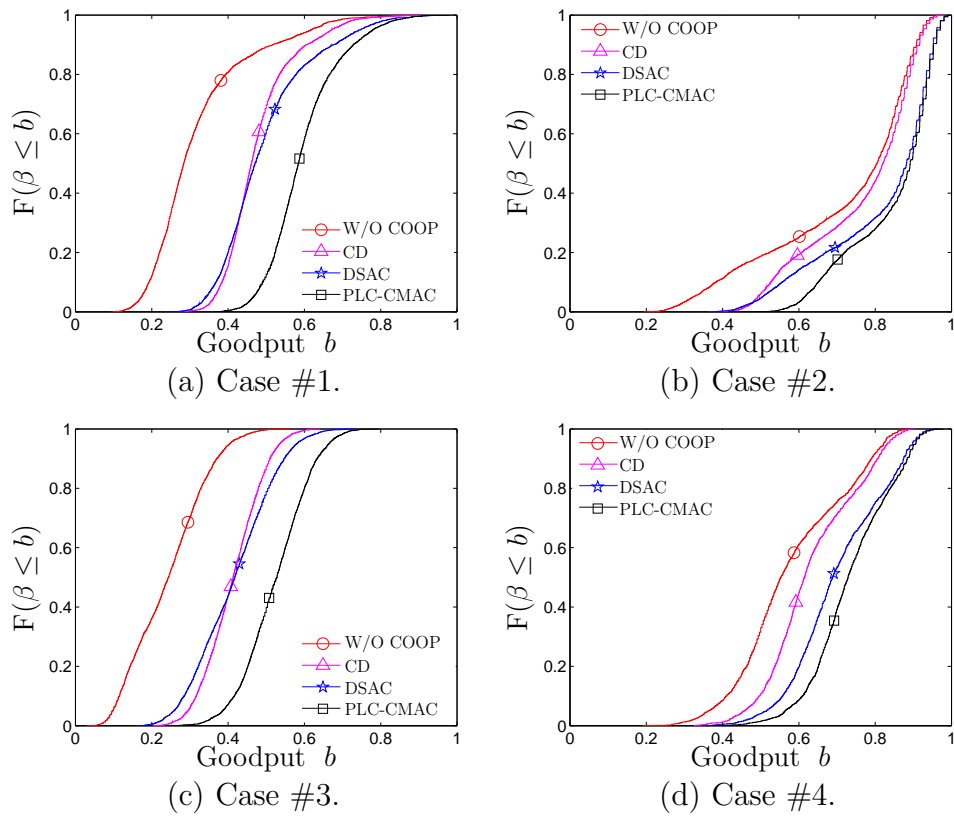 1
0.8
0.6
0.4
0.2
0
F(β ≤ b)
W/O COOP
CD
DSAC
PLC-CMAC
0 0.2 0.4 0.6 0.8 1
Goodput b
(a) Case #1.
1
0.8
0.6
0.4
0.2
0
F(β ≤ b)
W/O COOP
CD
DSAC
PLC-CMAC
0 0.2 0.4 0.6 0.8 1
Goodput b
(b) Case #2.
1
0.8
0.6
0.4
0.2
0
F(β ≤ b)
W/O COOP
CD
DSAC
PLC-CMAC
0 0.2 0.4 0.6 0.8 1
Goodput b
(c) Case #3.
1
0.8
0.6
0.4
0.2
0
F(β ≤ b)
W/O COOP
CD
DSAC
PLC-CMAC
0 0.2 0.4 0.6 0.8 1
Goodput b
(d) Case #4.